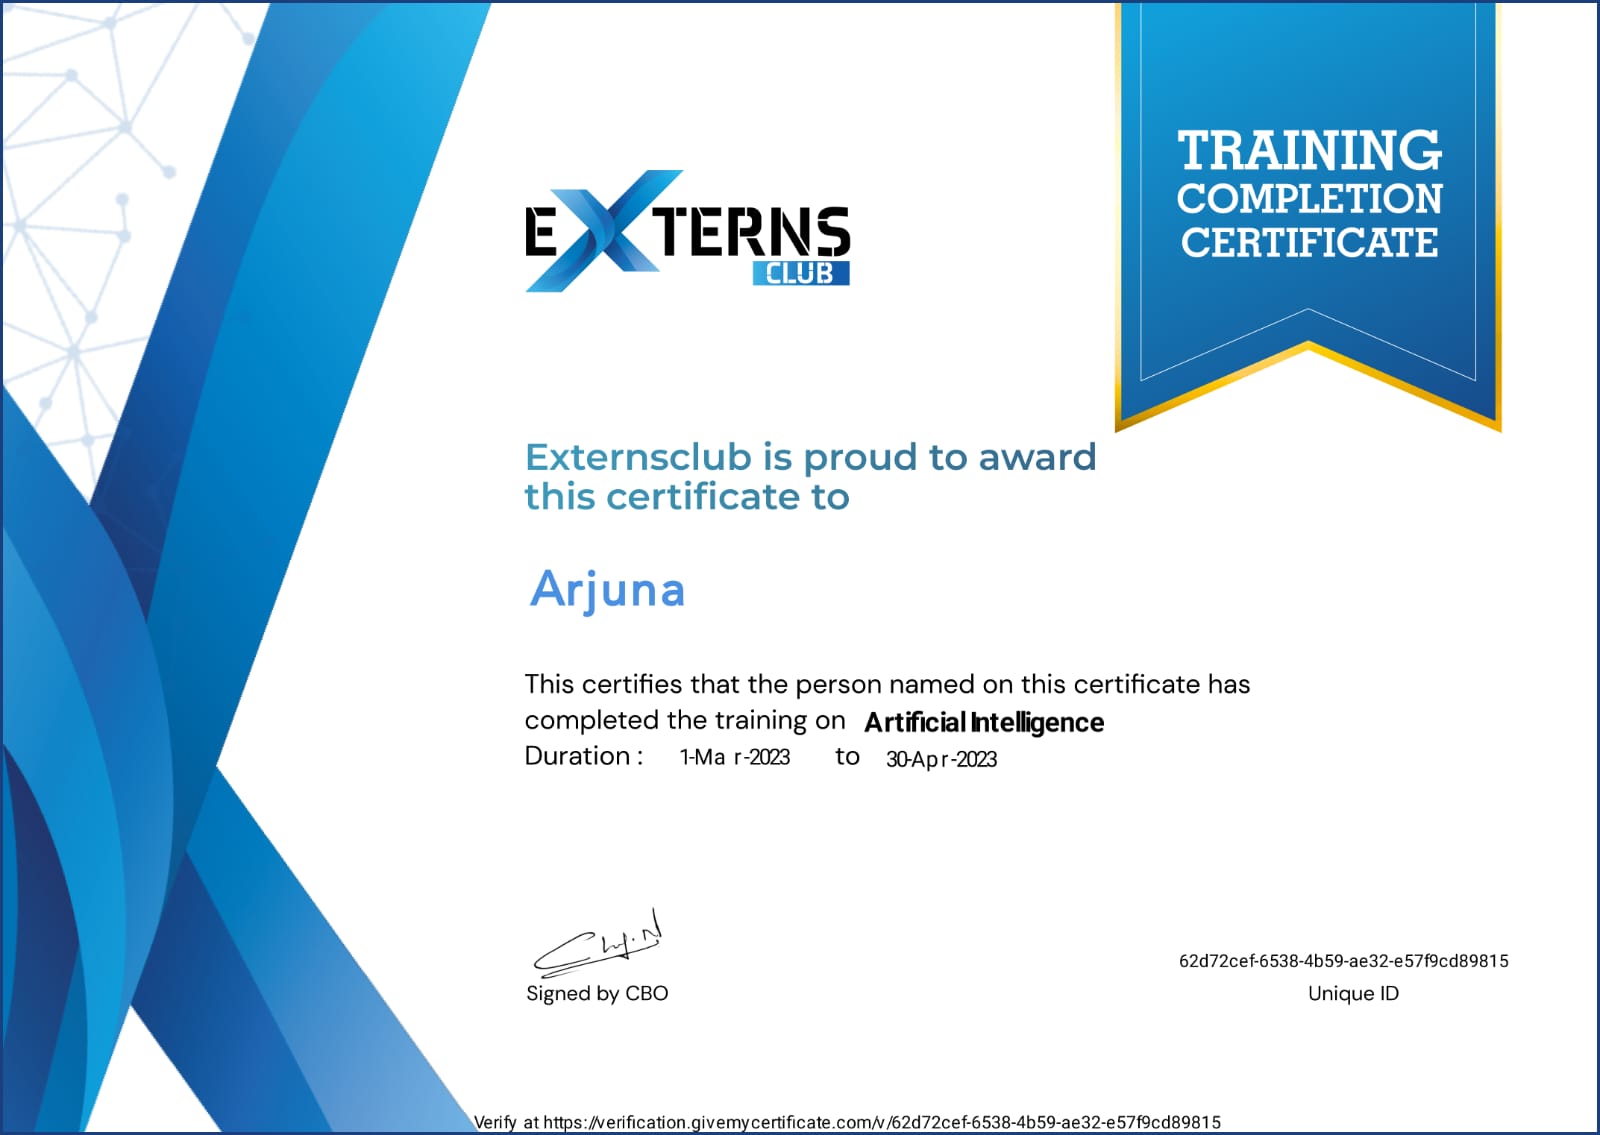 EXTERNS
CLUB
TRAINING
COMPLETION
CERTIFICATE
Externsclub is proud to award
this certificate to
Arjuna
This certifies that the person named on this certificate has
completed the training on Artificial Intelligence
Duration : 1-Mar-2023 to 30-Apr-2023
Signed by CBO
62d72cef-6538-4b59-ae32-e57f9cd89815
Unique ID
Verify at https://verification.givemycertificate.com/v/62d72cef-6538-4b59-ae32-e57f9cd89815